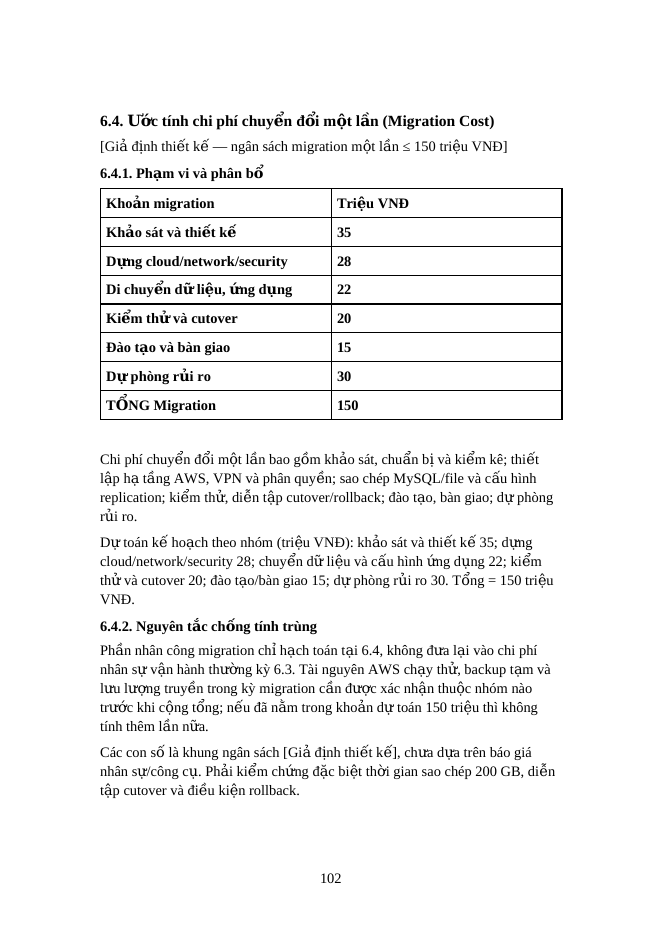 6.4. Ước tính chi phí chuyển đổi một lần (Migration Cost)
[Giả định thiết kế — ngân sách migration một lần ≤ 150 triệu VNĐ]
6.4.1. Phạm vi và phân bổ
Khoản migration Triệu VNĐ
Khảo sát và thiết kế 35
Dựng cloud/network/security 28
Di chuyển dữ liệu, ứng dụng 22
Kiểm thử và cutover 20
Đào tạo và bàn giao 15
Dự phòng rủi ro 30
TỔNG Migration 150
Chi phí chuyển đổi một lần bao gồm khảo sát, chuẩn bị và kiểm kê; thiết
lập hạ tầng AWS, VPN và phân quyền; sao chép MySQL/file và cấu hình
replication; kiểm thử, diễn tập cutover/rollback; đào tạo, bàn giao; dự phòng
rủi ro.
Dự toán kế hoạch theo nhóm (triệu VNĐ): khảo sát và thiết kế 35; dựng
cloud/network/security 28; chuyển dữ liệu và cấu hình ứng dụng 22; kiểm
thử và cutover 20; đào tạo/bàn giao 15; dự phòng rủi ro 30. Tổng = 150 triệu
VNĐ.
6.4.2. Nguyên tắc chống tính trùng
Phần nhân công migration chỉ hạch toán tại 6.4, không đưa lại vào chi phí
nhân sự vận hành thường kỳ 6.3. Tài nguyên AWS chạy thử, backup tạm và
lưu lượng truyền trong kỳ migration cần được xác nhận thuộc nhóm nào
trước khi cộng tổng; nếu đã nằm trong khoản dự toán 150 triệu thì không
tính thêm lần nữa.
Các con số là khung ngân sách [Giả định thiết kế], chưa dựa trên báo giá
nhân sự/công cụ. Phải kiểm chứng đặc biệt thời gian sao chép 200 GB, diễn
tập cutover và điều kiện rollback.
102